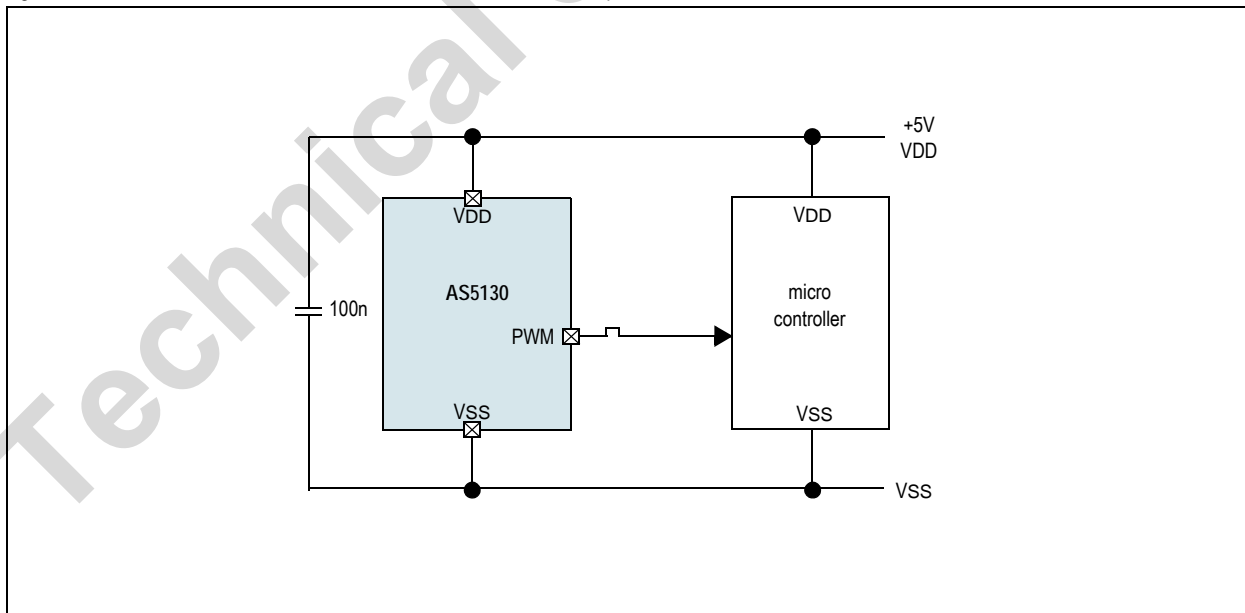 Technical
+5V
VDD
VDD
VDD
AS5130
micro
controller
100n
PWM
VSS
VSS
VSS